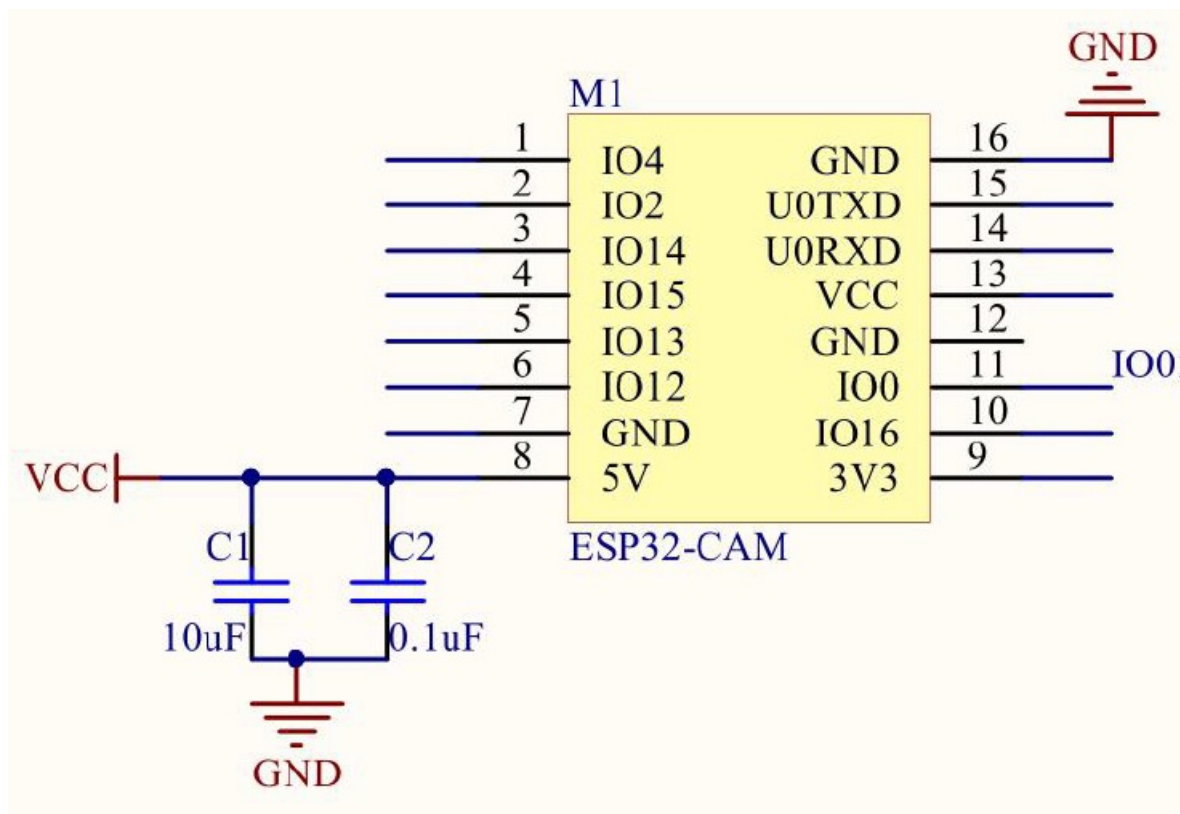 GND
M1
1 IO4 GND 16
2 IO2 U0TXD 15
3 IO14 U0RXD 14
4 IO15 VCC 13
5 IO13 GND 12
6 IO12 IO0 11 IO0
7 GND IO16 10
VCC 8 5V 3V3 9
C1 C2 ESP32-CAM
10uF 0.1uF
GND